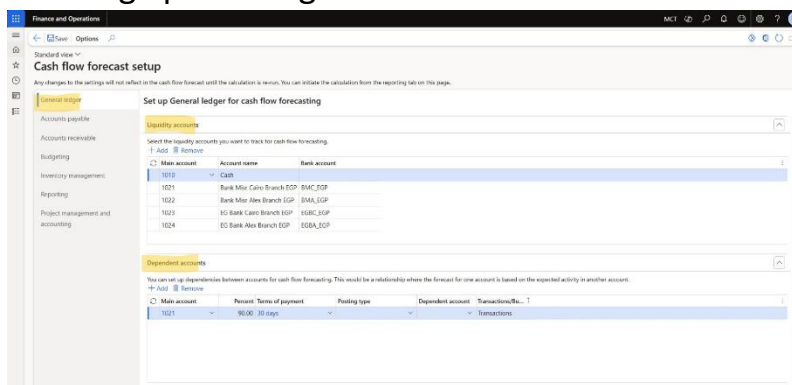 Finance and Operations
MCT
Save Options
Standard view
Cash flow forecast setup
Any changes to the settings will not reflect in the cash flow forecast until the calculation is re-run. You can initiate the calculation from the reporting tab on this page.
General ledger
Accounts payable
Accounts receivable
Budgeting
Inventory management
Reporting
Project management and
accounting
Set up General ledger for cash flow forecasting
Liquidity accounts
Select the liquidity accounts you want to track for cash flow forecasting.
+ Add Remove
Main account Account name Bank account
1010 Cash
1021 Bank Misr Cairo Branch EGP BMC_EGP
1022 Bank Misr Alex Branch EGP BMA_EGP
1023 EG Bank Cairo Branch EGP EGBC_EGP
1024 EG Bank Alex Branch EGP EGBA_EGP
Dependent accounts
You can set up dependencies between accounts for cash flow forecasting. This would be a relationship where the forecast for one account is based on the expected activity in another account.
+ Add Remove
Main account Percent Terms of payment Posting type Dependent account Transactions/Bu...
1021 90.00 30 days Transactions